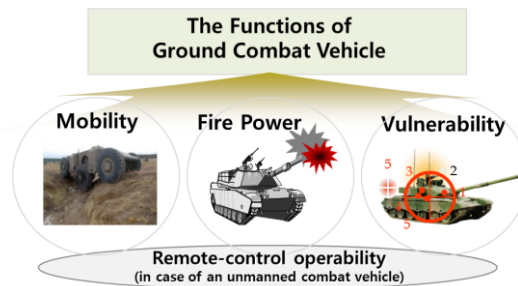 The Functions of
Ground Combat Vehicle
Mobility
Fire Power
Vulnerability
5
3
2
1
5
Remote-control operability
(in case of an unmanned combat vehicle)